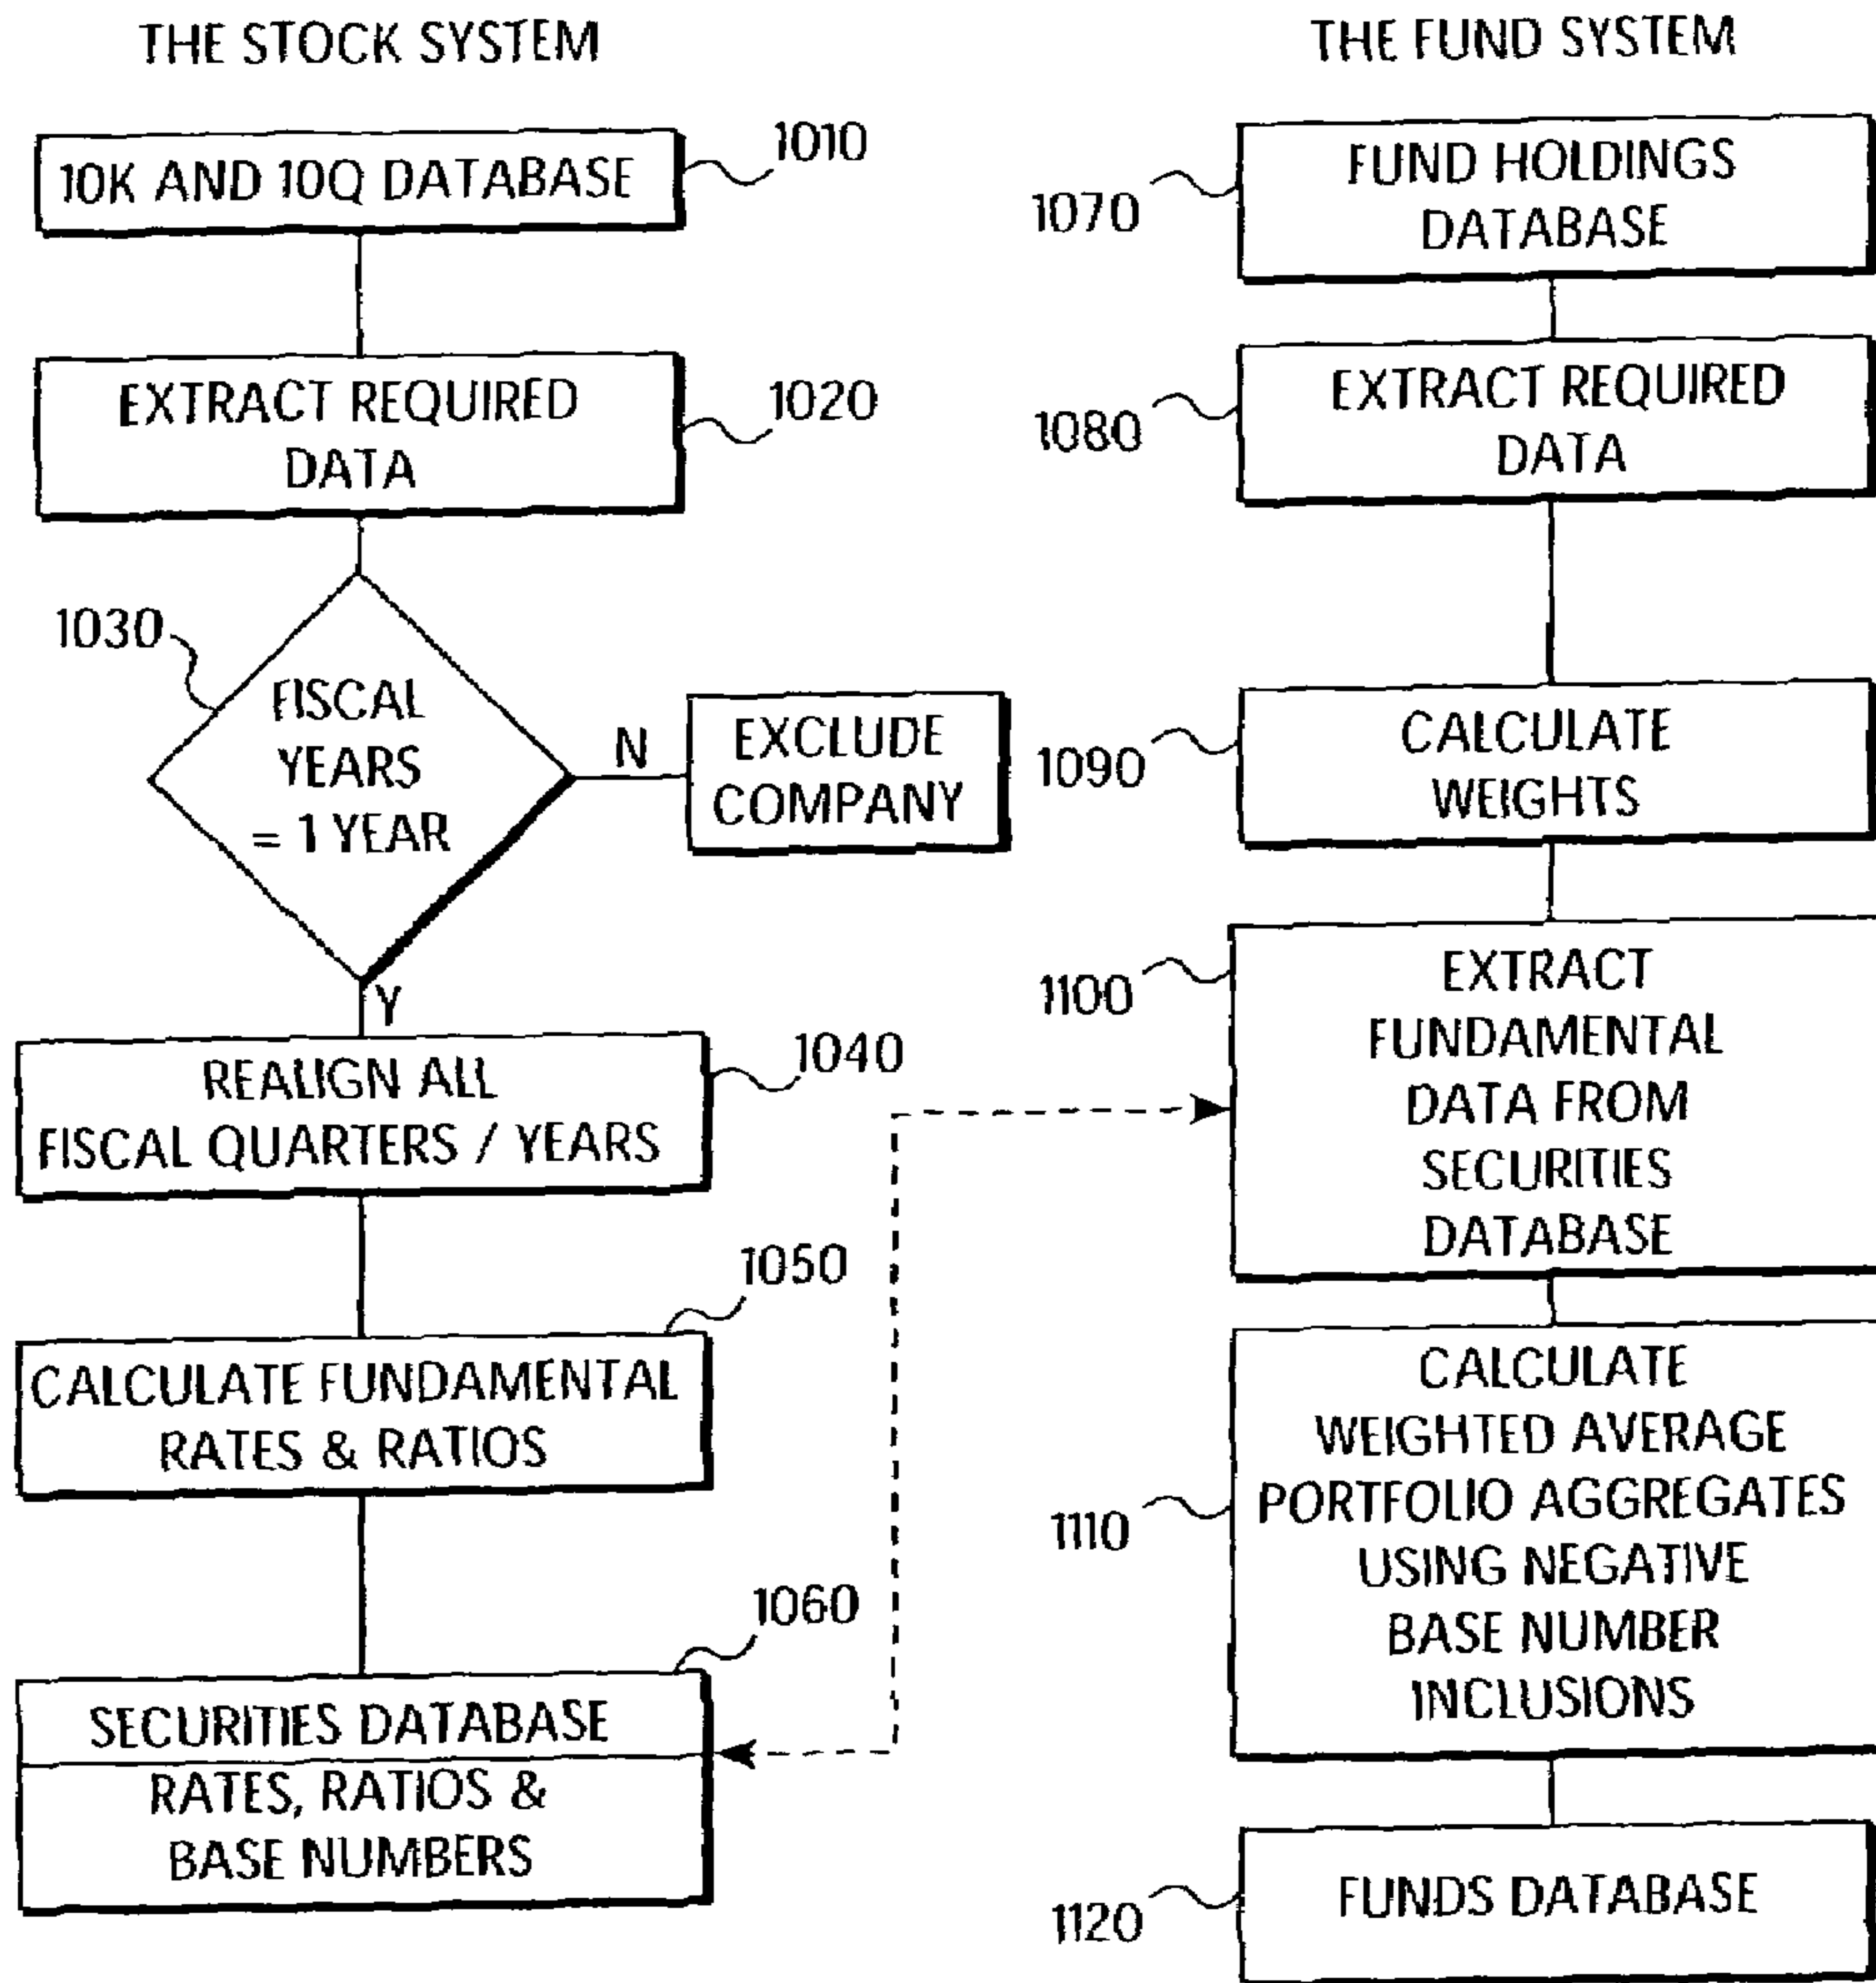 THE STOCK SYSTEM
10K AND 10Q DATABASE
1010
EXTRACT REQUIRED
DATA
1020
1030
FISCAL
YEARS
= 1 YEAR
N
EXCLUDE
COMPANY
Y
REALIGN ALL
FISCAL QUARTERS / YEARS
1040
1050
CALCULATE FUNDAMENTAL
RATES & RATIOS
1060
SECURITIES DATABASE
RATES, RATIOS &
BASE NUMBERS
THE FUND SYSTEM
1070
FUND HOLDINGS
DATABASE
1080
EXTRACT REQUIRED
DATA
1090
CALCULATE
WEIGHTS
1100
EXTRACT
FUNDAMENTAL
DATA FROM
SECURITIES
DATABASE
1110
CALCULATE
WEIGHTED AVERAGE
PORTFOLIO AGGREGATES
USING NEGATIVE
BASE NUMBER
INCLUSIONS
1120
FUNDS DATABASE